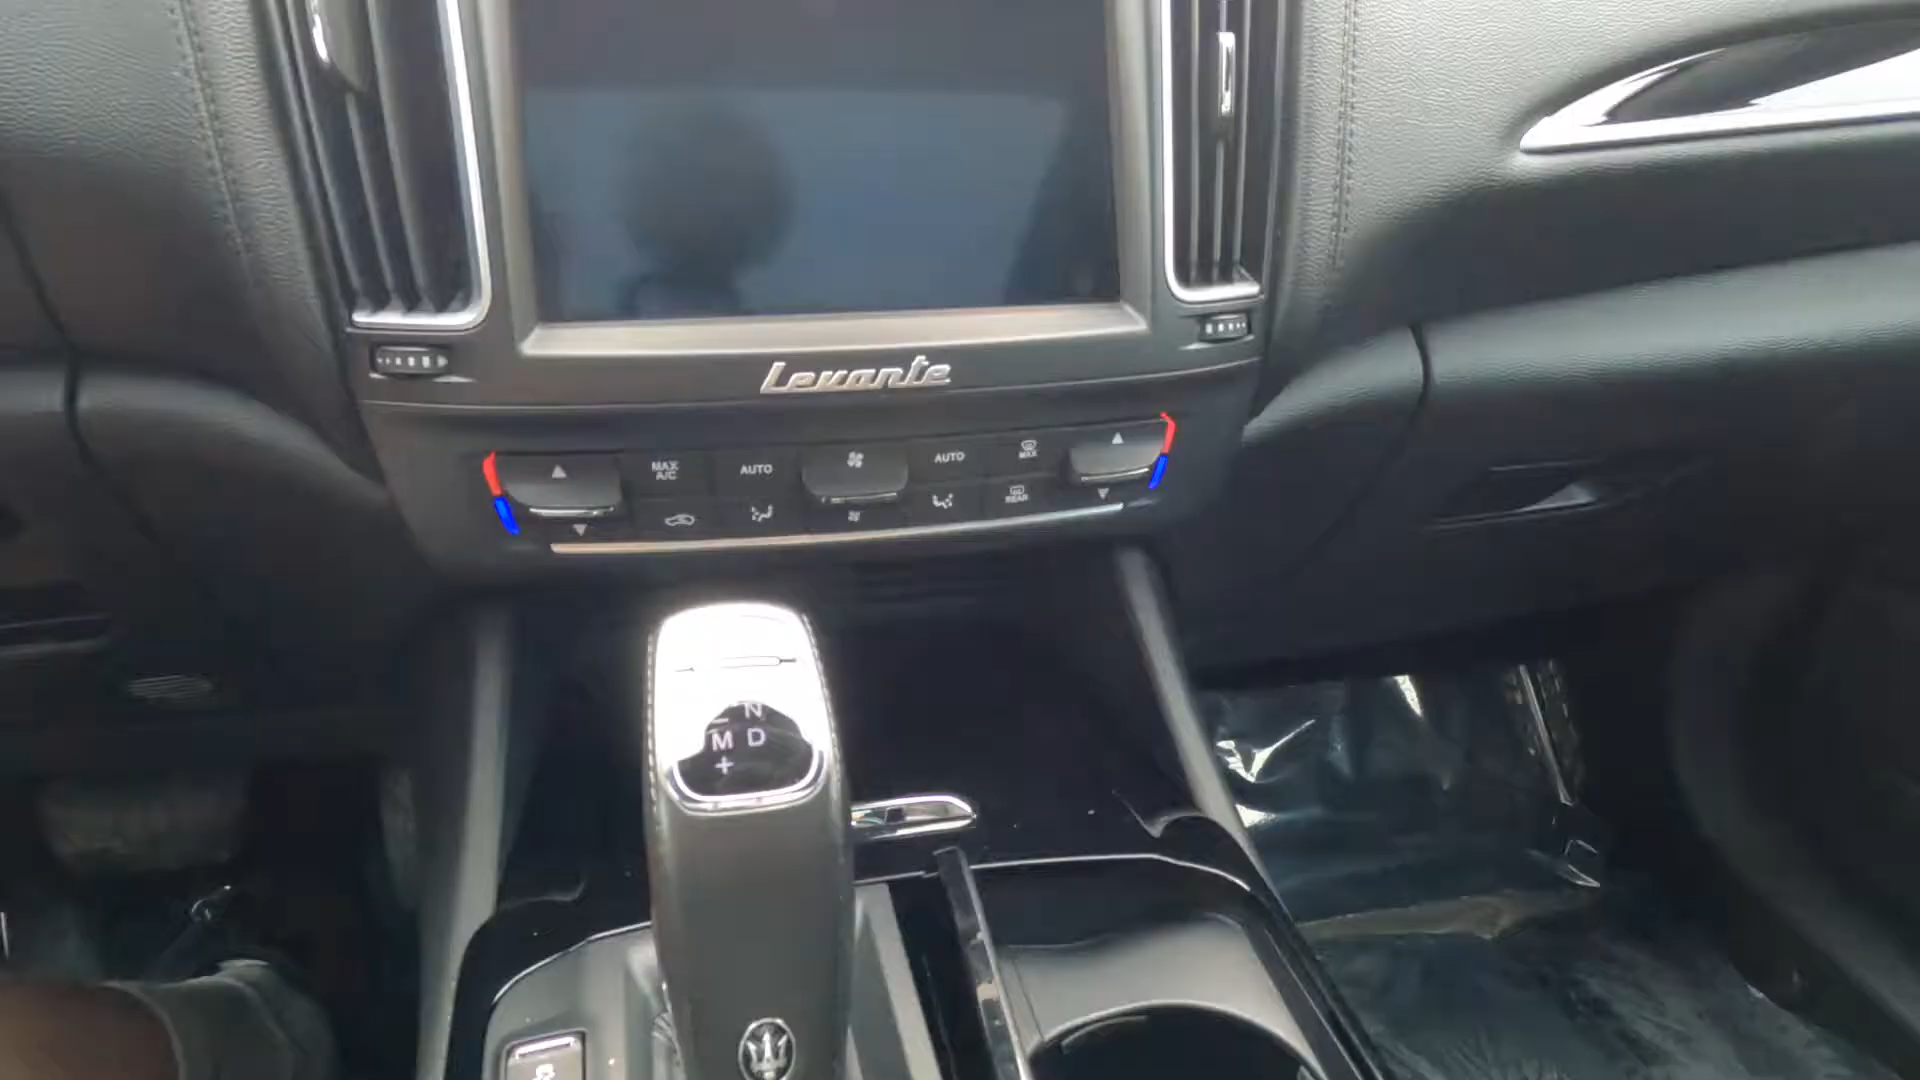 Levante
MAX
A/C
AUTO
AUTO
MAX
REAR
N
M D
+